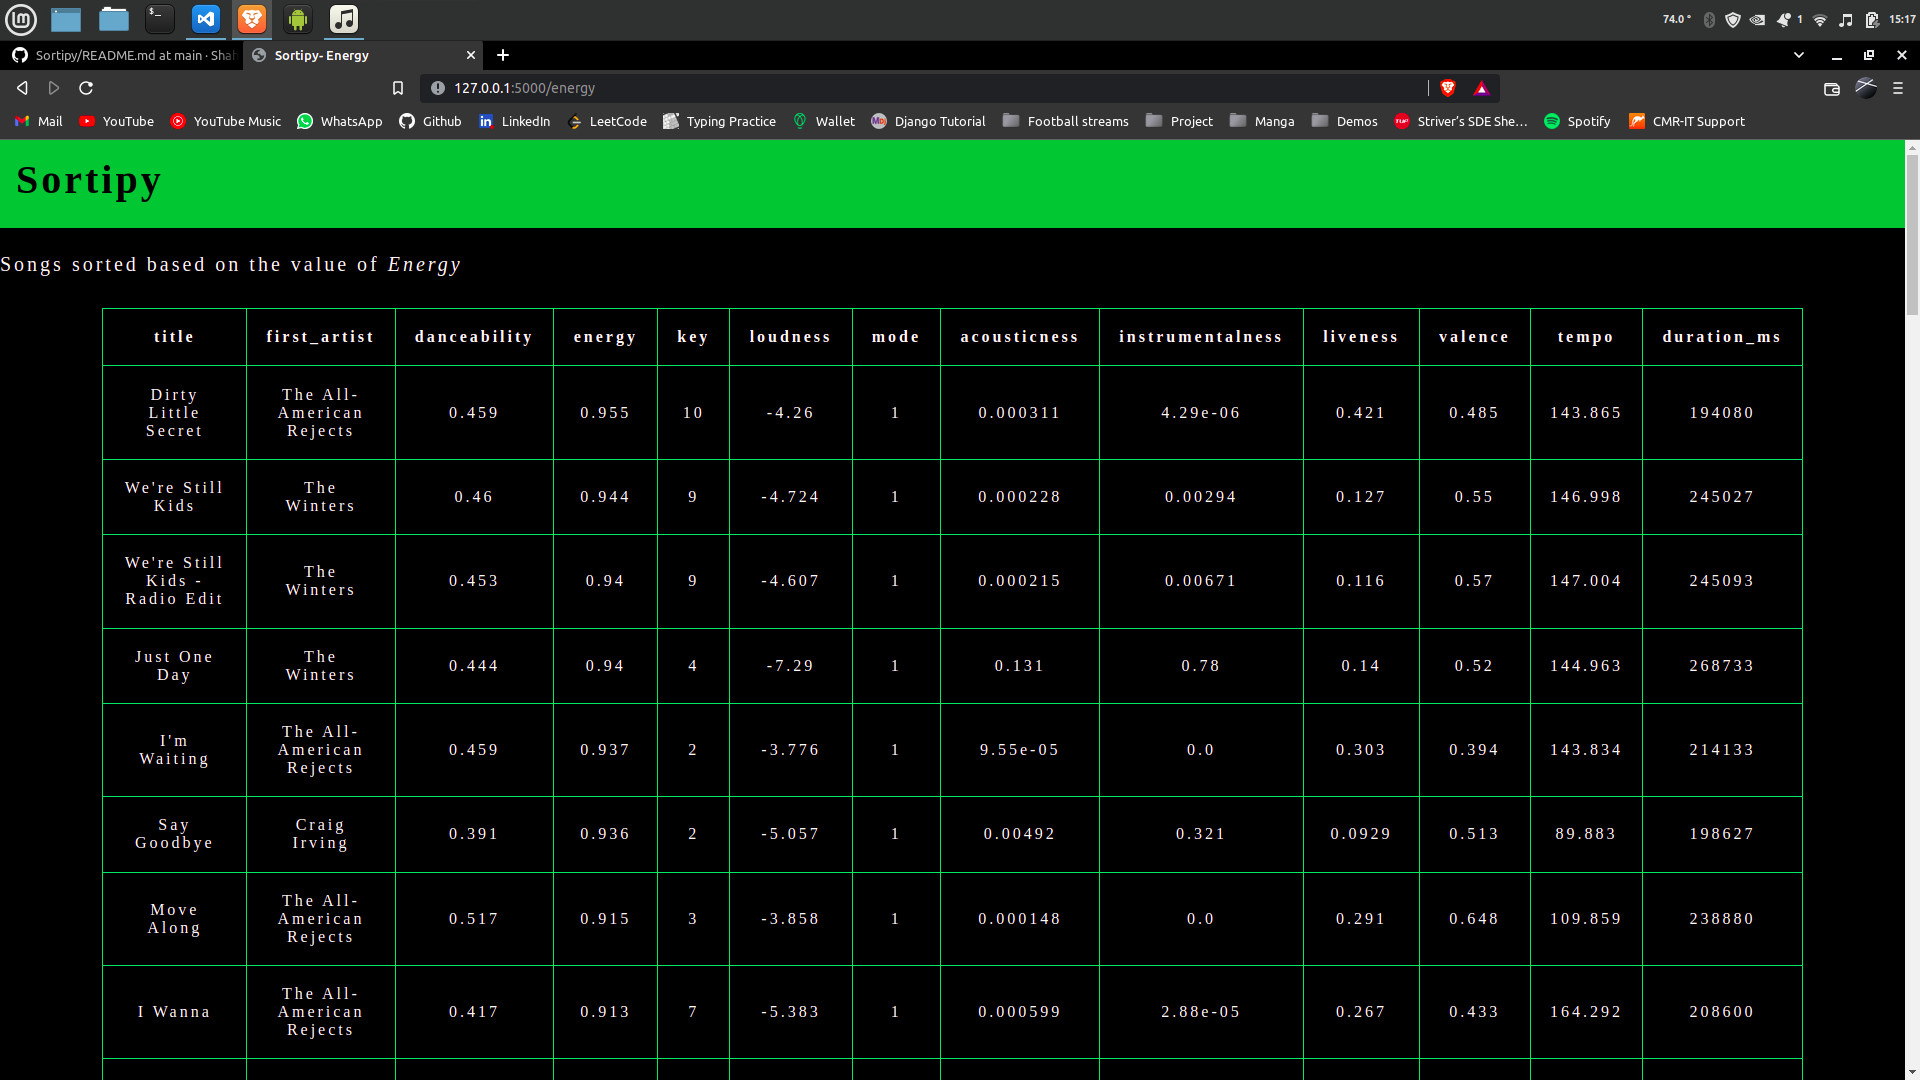 74.0 °
1
15:17
Sortipy/README.md at main · Shah
Sortipy- Energy
127.0.0.1:5000/energy
Mail YouTube YouTube Music WhatsApp Github LinkedIn LeetCode Typing Practice Wallet Django Tutorial Football streams Project Manga Demos Striver's SDE She... Spotify CMR-IT Support
Sortipy
Songs sorted based on the value of Energy
title first_artist danceability energy key loudness mode acousticness instrumentalness liveness valence tempo duration_ms
Dirty
Little
Secret
The All-
American
Rejects
0.459 0.955 10 -4.26 1 0.000311 4.29e-06 0.421 0.485 143.865 194080
We're Still
Kids
The
Winters
0.46 0.944 9 -4.724 1 0.000228 0.00294 0.127 0.55 146.998 245027
We're Still
Kids -
Radio Edit
The
Winters
0.453 0.94 9 -4.607 1 0.000215 0.00671 0.116 0.57 147.004 245093
Just One
Day
The
Winters
0.444 0.94 4 -7.29 1 0.131 0.78 0.14 0.52 144.963 268733
I'm
Waiting
The All-
American
Rejects
0.459 0.937 2 -3.776 1 9.55e-05 0.0 0.303 0.394 143.834 214133
Say
Goodbye
Craig
Irving
0.391 0.936 2 -5.057 1 0.00492 0.321 0.0929 0.513 89.883 198627
Move
Along
The All-
American
Rejects
0.517 0.915 3 -3.858 1 0.000148 0.0 0.291 0.648 109.859 238880
I Wanna
The All-
American
Rejects
0.417 0.913 7 -5.383 1 0.000599 2.88e-05 0.267 0.433 164.292 208600